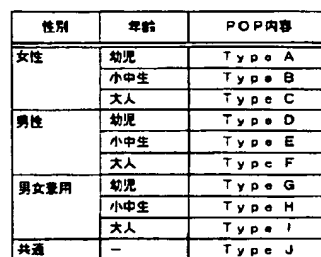 性別 年齢 POP内容
女性 幼児 Type A
小中生 Type B
大人 Type C
男性 幼児 Type D
小中生 Type E
大人 Type F
男女兼用 幼児 Type G
小中生 Type H
大人 Type I
共通 － Type J